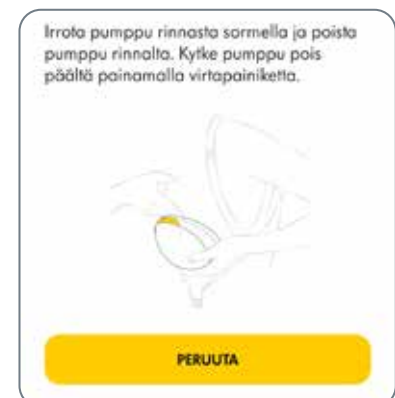 Irrota pumppu rinnasta sormella ja poista
pumppu rinnalta. Kytke pumppu pois
päältä painamalla virtapainiketta.
PERUUTA